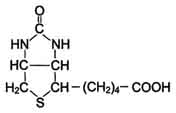 O
HN NH
HC CH
H₂C CH–(CH₂)₄–COOH
S